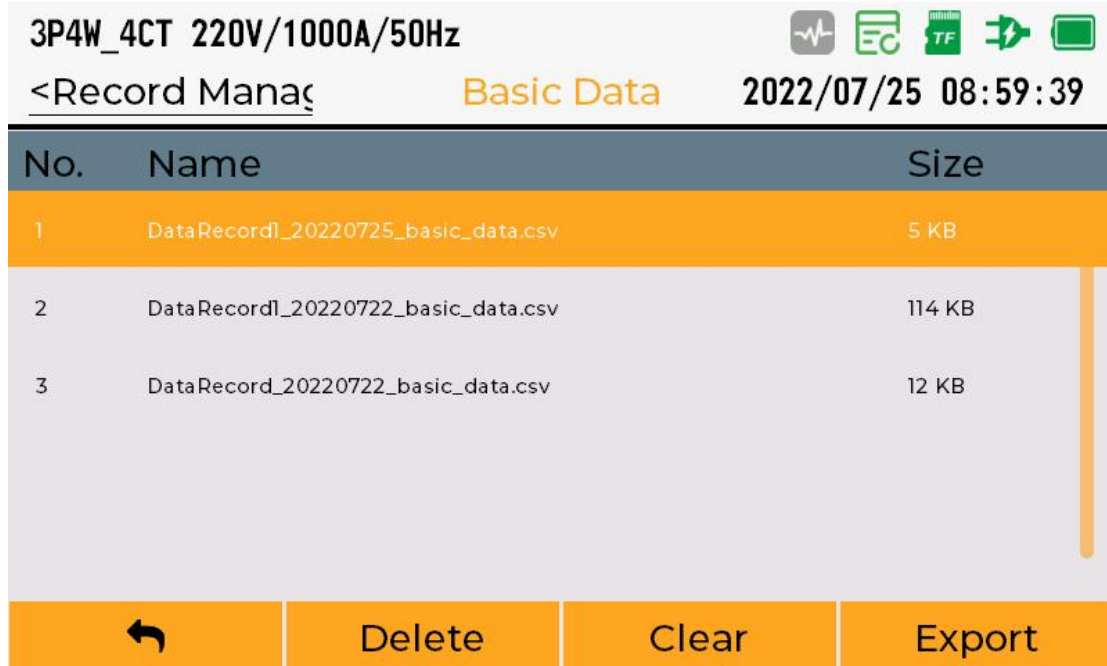 3P4W_4CT 220V/1000A/50Hz
TF
<Record Manag
Basic Data
2022/07/25 08:59:39
No. Name Size
1 DataRecord1_20220725_basic_data.csv 5 KB
2 DataRecord1_20220722_basic_data.csv 114 KB
3 DataRecord_20220722_basic_data.csv 12 KB
Delete Clear Export